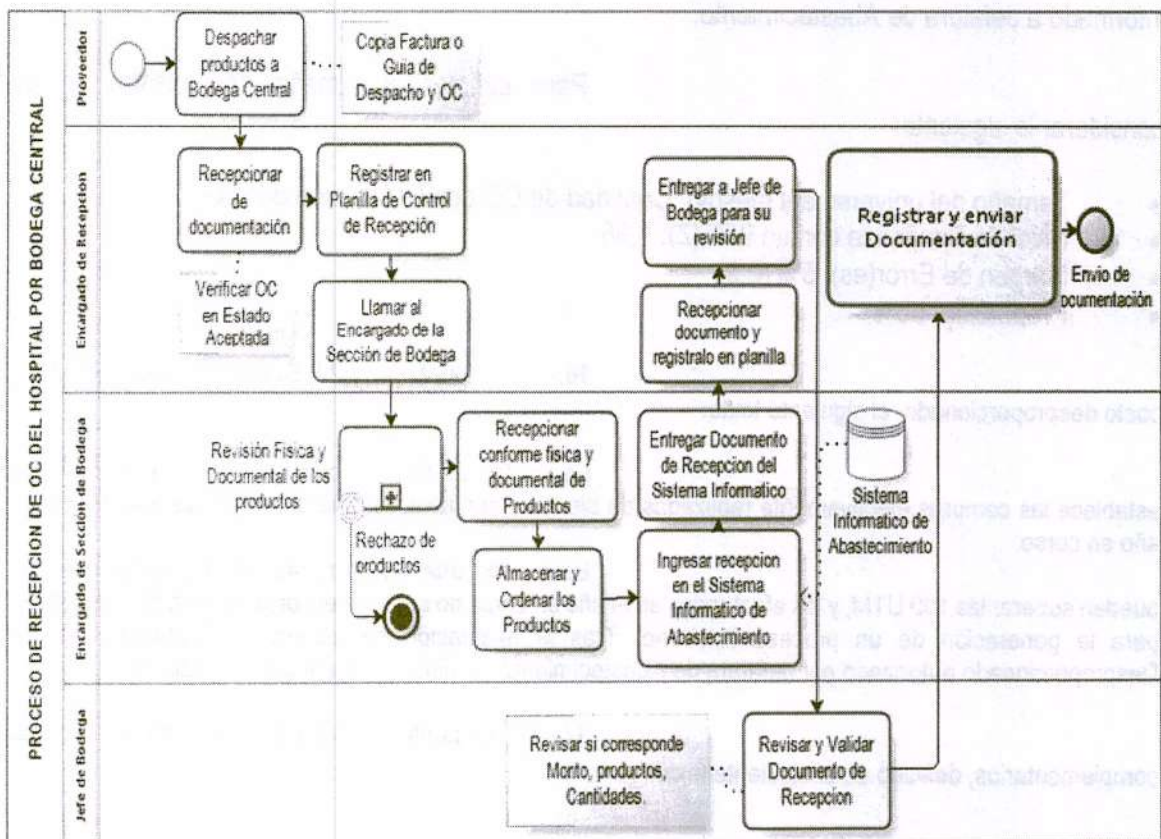 PROCESO DE RECEPCION DE OC DEL HOSPITAL POR BODEGA CENTRAL
Proveedor
Despachar
productos a
Bodega Central
Copia Factura o
Guia de
Despacho y OC
Encargado de Recepcion
Recepcionar
de
documentación
Registrar en
Planilla de Control
de Recepción
Verificar OC
en Estado
Aceptada
Llamar al
Encargado de la
Sección de Bodega
Entregar a Jefe de
Bodega para su
revisión
Recepcionar
documento y
registralo en planilla
Registrar y enviar
Documentación
Envio de
documentación
Encargado de Sección de Bodega
Revisión Fisica y
Documental de los
productos
Rechazo de
productos
Recepcionar
conforme fisica y
documental de
Productos
Almacenar y
Ordenar los
Productos
Entregar Documento
de Recepcion del
Sistema Informatico
Ingresar recepcion
en el Sistema
Informatico de
Abastecimiento
Sistema
Informatico de
Abastecimiento
Jefe de Bodega
Revisar si corresponde
Monto, productos,
Cantidades.
Revisar y Validar
Documento de
Recepcion